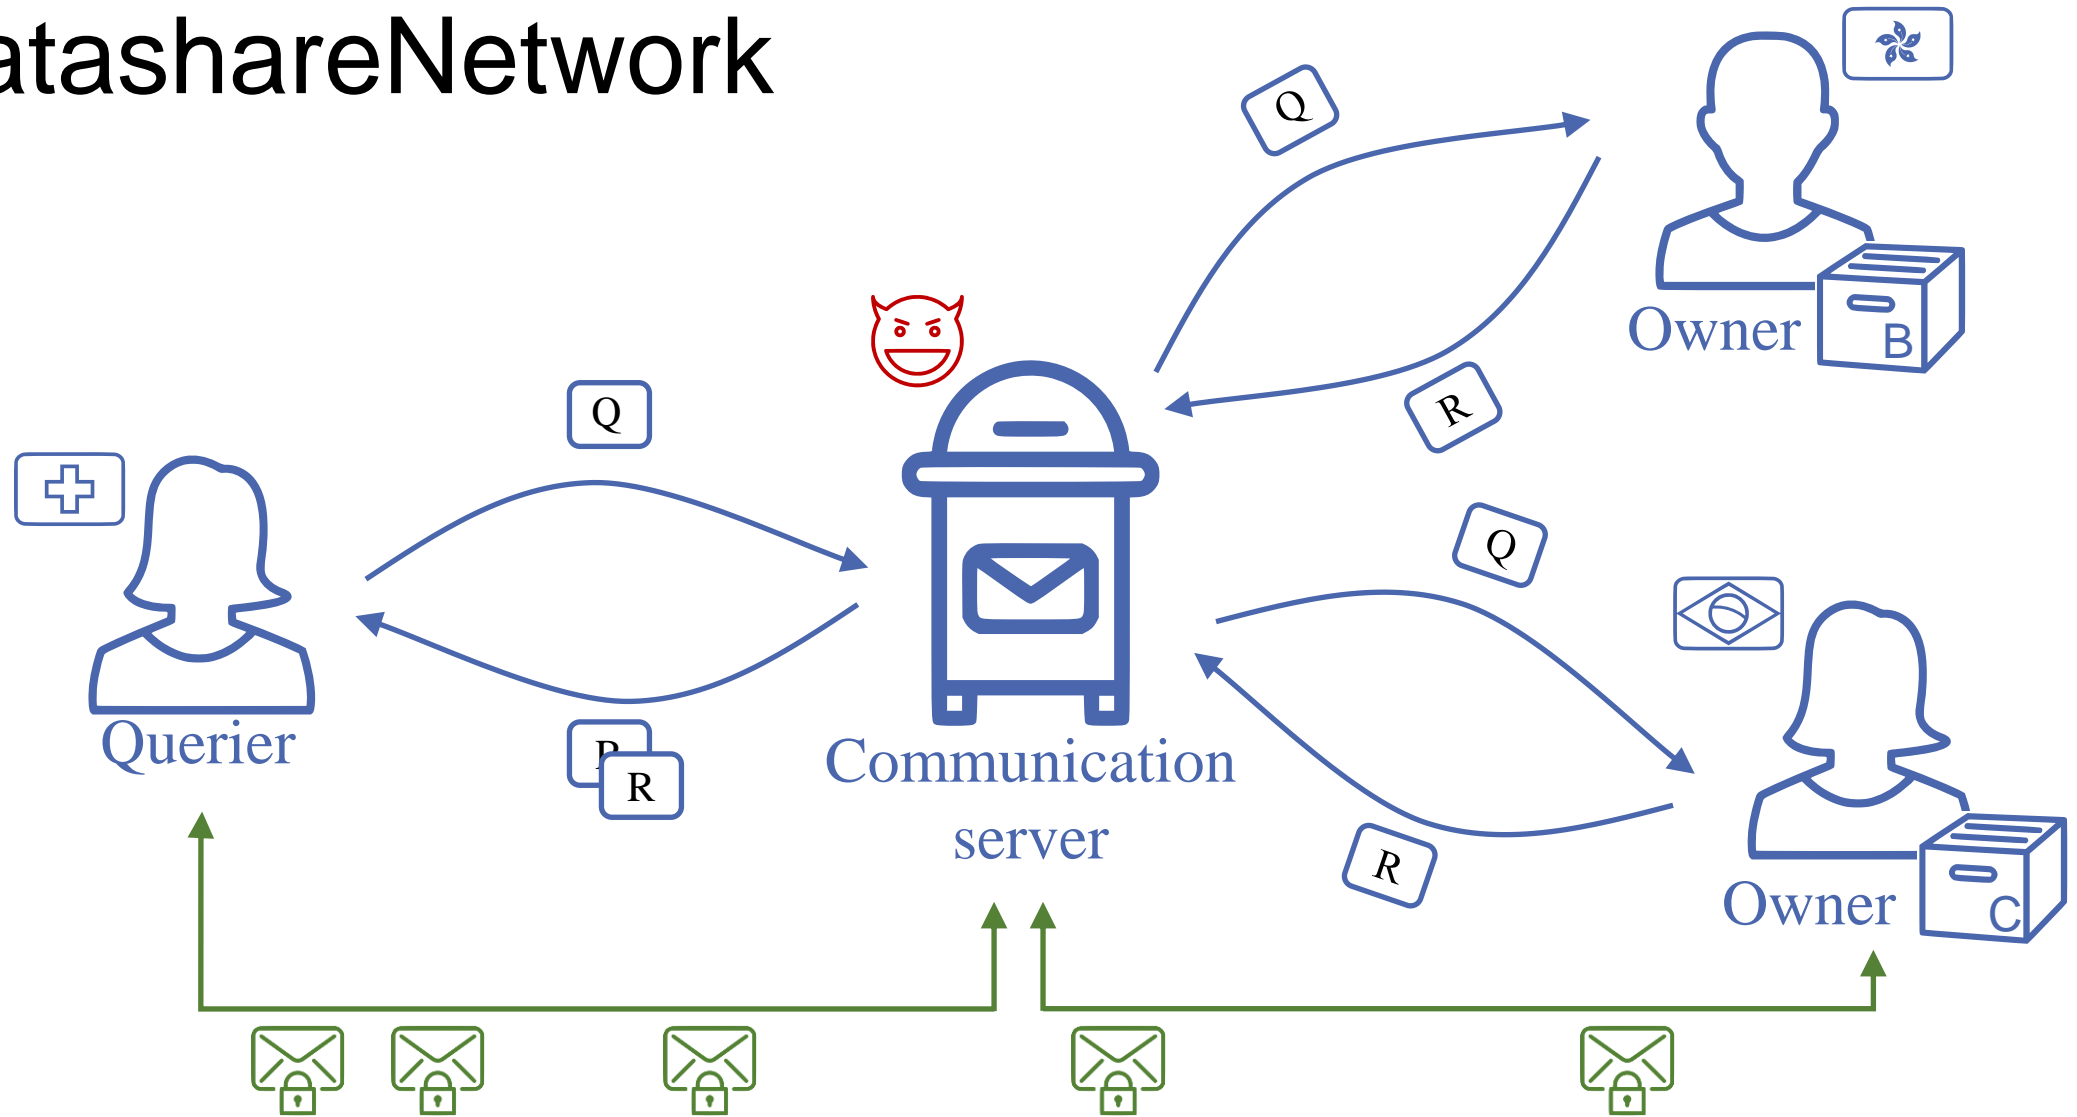 atashareNetwork
Q
Q
Owner
B
R
Q
Querier
R
R
Communication
server
Q
R
Owner
C